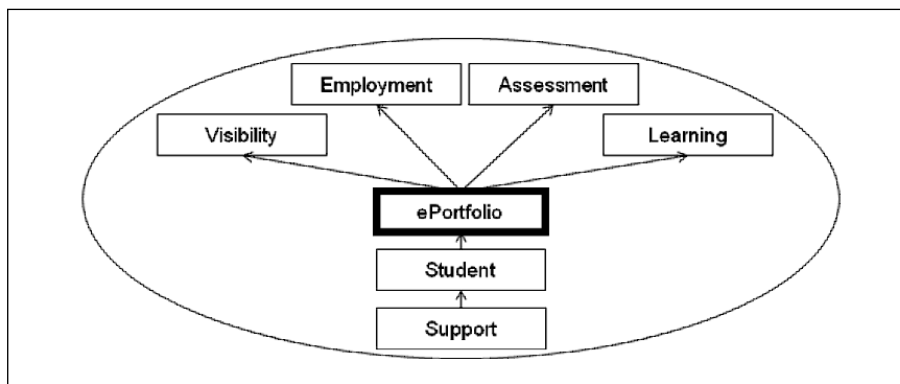 Employment
Assessment
Visibility
Learning
ePortfolio
Student
Support